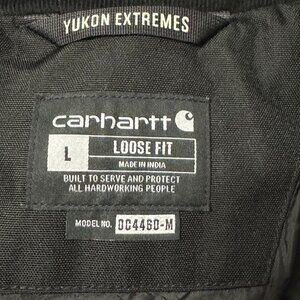 YUKON EXTREMES
carhartt
L
LOOSE FIT
MADE IN INDIA
BUILT TO SERVE AND PROTECT
ALL HARDWORKING PEOPLE
MODEL NO. OC4460-M